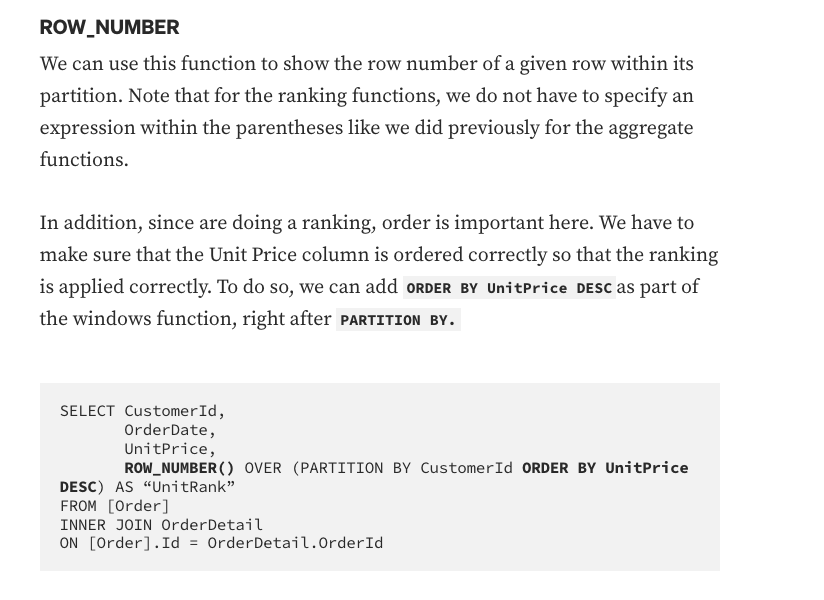 ROW_NUMBER
We can use this function to show the row number of a given row within its
partition. Note that for the ranking functions, we do not have to specify an
expression within the parentheses like we did previously for the aggregate
functions.
In addition, since are doing a ranking, order is important here. We have to
make sure that the Unit Price column is ordered correctly so that the ranking
is applied correctly. To do so, we can add ORDER BY UnitPrice DESC as part of
the windows function, right after PARTITION BY.
SELECT CustomerId,
       OrderDate,
       UnitPrice,
       ROW_NUMBER() OVER (PARTITION BY CustomerId ORDER BY UnitPrice
DESC) AS “UnitRank”
FROM [Order]
INNER JOIN OrderDetail
ON [Order].Id = OrderDetail.OrderId